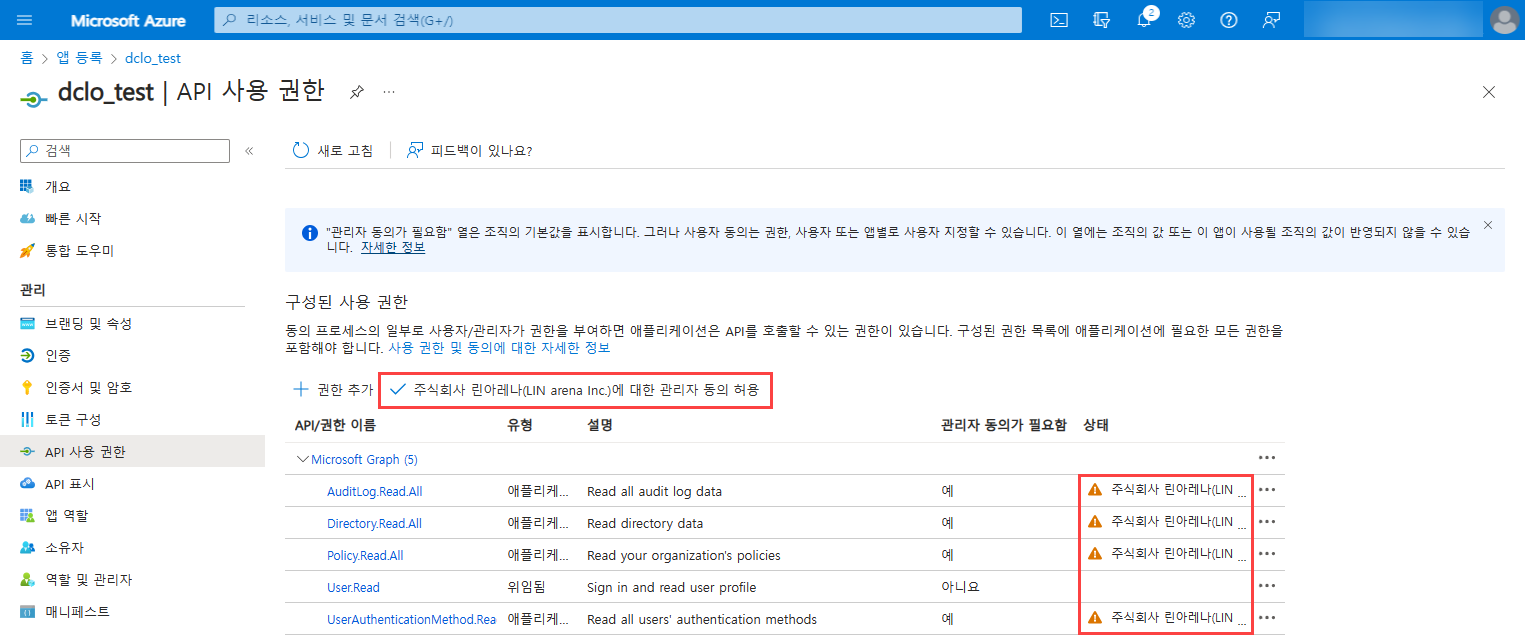 Microsoft Azure
리소스, 서비스 및 문서 검색(G+/)
2
홈 > 앱 등록 > dclo_test
dclo_test | API 사용 권한
검색
개요
빠른 시작
통합 도우미
관리
브랜딩 및 속성
인증
인증서 및 암호
토큰 구성
API 사용 권한
API 표시
앱 역할
소유자
역할 및 관리자
매니페스트
새로 고침
피드백이 있나요?
"관리자 동의가 필요함" 열은 조직의 기본값을 표시합니다. 그러나 사용자 동의는 권한, 사용자 또는 앱별로 사용자 지정할 수 있습니다. 이 열에는 조직의 값 또는 이 앱이 사용될 조직의 값이 반영되지 않을 수 있습
니다. 자세한 정보
구성된 사용 권한
동의 프로세스의 일부로 사용자/관리자가 권한을 부여하면 애플리케이션은 API를 호출할 수 있는 권한이 있습니다. 구성된 권한 목록에 애플리케이션에 필요한 모든 권한을
포함해야 합니다. 사용 권한 및 동의에 대한 자세한 정보
권한 추가 주식회사 린아레나(LIN arena Inc.)에 대한 관리자 동의 허용
API/권한 이름 유형 설명 관리자 동의가 필요함 상태
Microsoft Graph (5)
AuditLog.Read.All 애플리케... Read all audit log data 예 주식회사 린아레나(LIN ...
Directory.Read.All 애플리케... Read directory data 예 주식회사 린아레나(LIN ...
Policy.Read.All 애플리케... Read your organization's policies 예 주식회사 린아레나(LIN ...
User.Read 위임됨 Sign in and read user profile 아니요
UserAuthenticationMethod.Rea 애플리케... Read all users' authentication methods 예 주식회사 린아레나(LIN ...